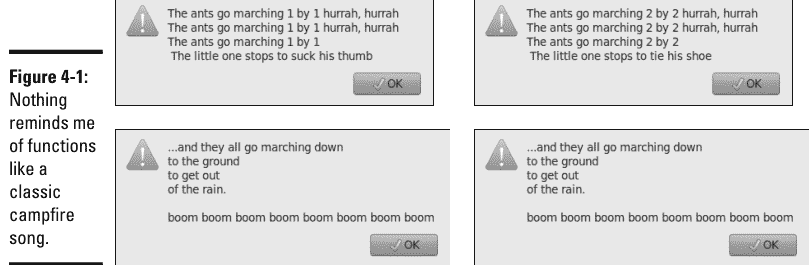 Figure 4-1:
Nothing
reminds me
of functions
like a
classic
campfire
song.
The ants go marching 1 by 1 hurrah, hurrah
The ants go marching 1 by 1 hurrah, hurrah
The ants go marching 1 by 1
The little one stops to suck his thumb
OK
The ants go marching 2 by 2 hurrah, hurrah
The ants go marching 2 by 2 hurrah, hurrah
The ants go marching 2 by 2
The little one stops to tie his shoe
OK
...and they all go marching down
to the ground
to get out
of the rain.
boom boom boom boom boom boom boom boom
OK
...and they all go marching down
to the ground
to get out
of the rain.
boom boom boom boom boom boom boom boom
OK